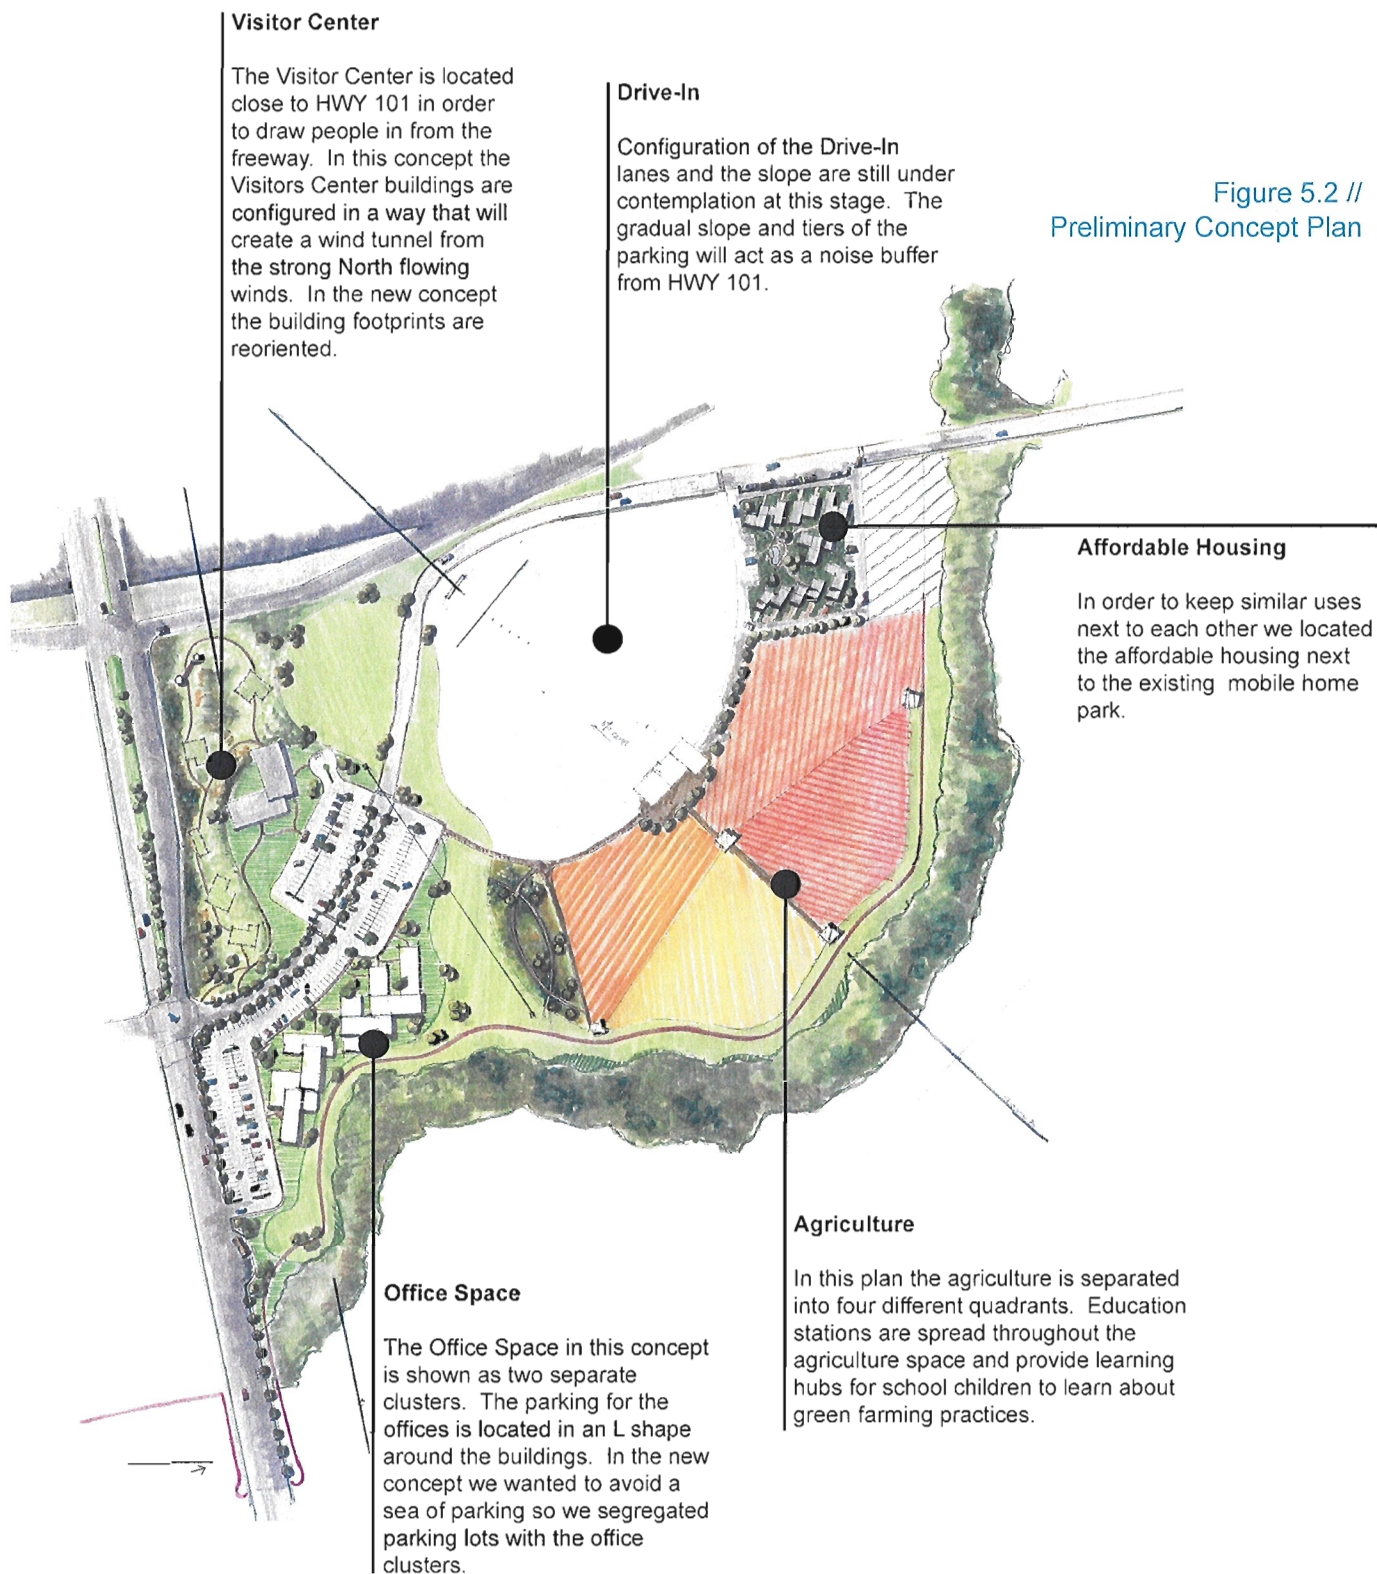 Visitor Center
The Visitor Center is located
close to HWY 101 in order
to draw people in from the
freeway. In this concept the
Visitors Center buildings are
configured in a way that will
create a wind tunnel from
the strong North flowing
winds. In the new concept
the building footprints are
reoriented.
Drive-In
Configuration of the Drive-In
lanes and the slope are still under
contemplation at this stage. The
gradual slope and tiers of the
parking will act as a noise buffer
from HWY 101.
Figure 5.2 //
Preliminary Concept Plan
Affordable Housing
In order to keep similar uses
next to each other we located
the affordable housing next
to the existing mobile home
park.
Agriculture
In this plan the agriculture is separated
into four different quadrants. Education
stations are spread throughout the
agriculture space and provide learning
hubs for school children to learn about
green farming practices.
Office Space
The Office Space in this concept
is shown as two separate
clusters. The parking for the
offices is located in an L shape
around the buildings. In the new
concept we wanted to avoid a
sea of parking so we segregated
parking lots with the office
clusters.